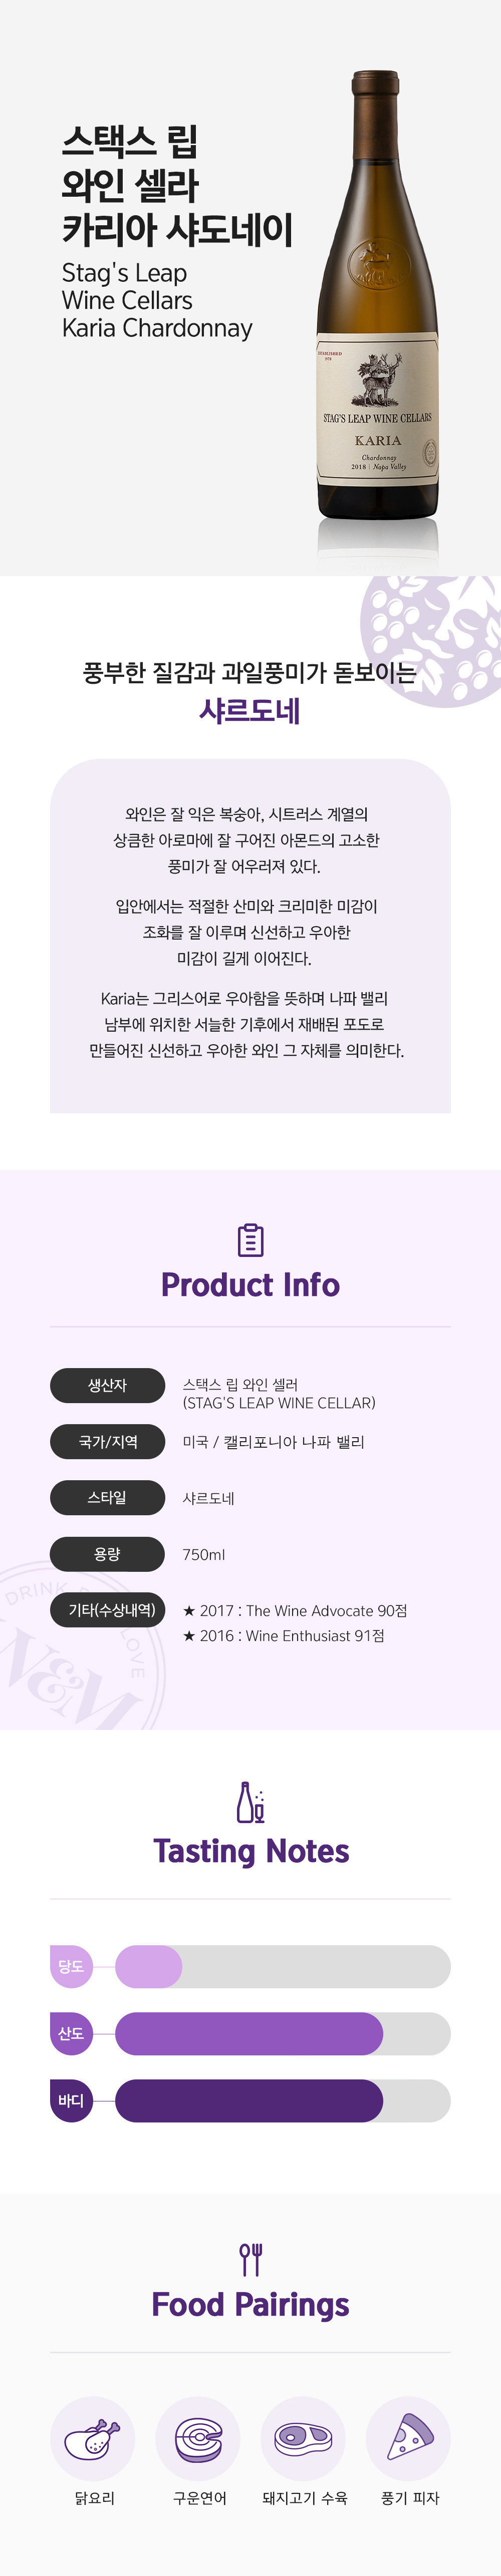 스택스 립
와인 셀라
카리아 샤도네이
Stag's Leap
Wine Cellars
Karia Chardonnay
ESTABLISHED
STAG'S LEAP WINE CELLARS
KARIA
Chardonnay
2018 | Napa Valley
풍부한 질감과 과일풍미가 돋보이는
샤르도네
와인은 잘 익은 복숭아, 시트러스 계열의
상큼한 아로마에 잘 구어진 아몬드의 고소한
풍미가 잘 어우러져 있다.
입안에서는 적절한 산미와 크리미한 미감이
조화를 잘 이루며 신선하고 우아한
미감이 길게 이어진다.
Karia는 그리스어로 우아함을 뜻하며 나파 밸리
남부에 위치한 서늘한 기후에서 재배된 포도로
만들어진 신선하고 우아한 와인 그 자체를 의미한다.
Product Info
생산자 스택스 립 와인 셀러
(STAG'S LEAP WINE CELLAR)
국가/지역 미국 / 캘리포니아 나파 밸리
스타일 샤르도네
용량 750ml
기타(수상내역) ★ 2017 : The Wine Advocate 90점
★ 2016 : Wine Enthusiast 91점
DRINK
LOVE
W&M
Tasting Notes
당도
산도
바디
Food Pairings
닭요리 구운연어 돼지고기 수육 풍기 피자